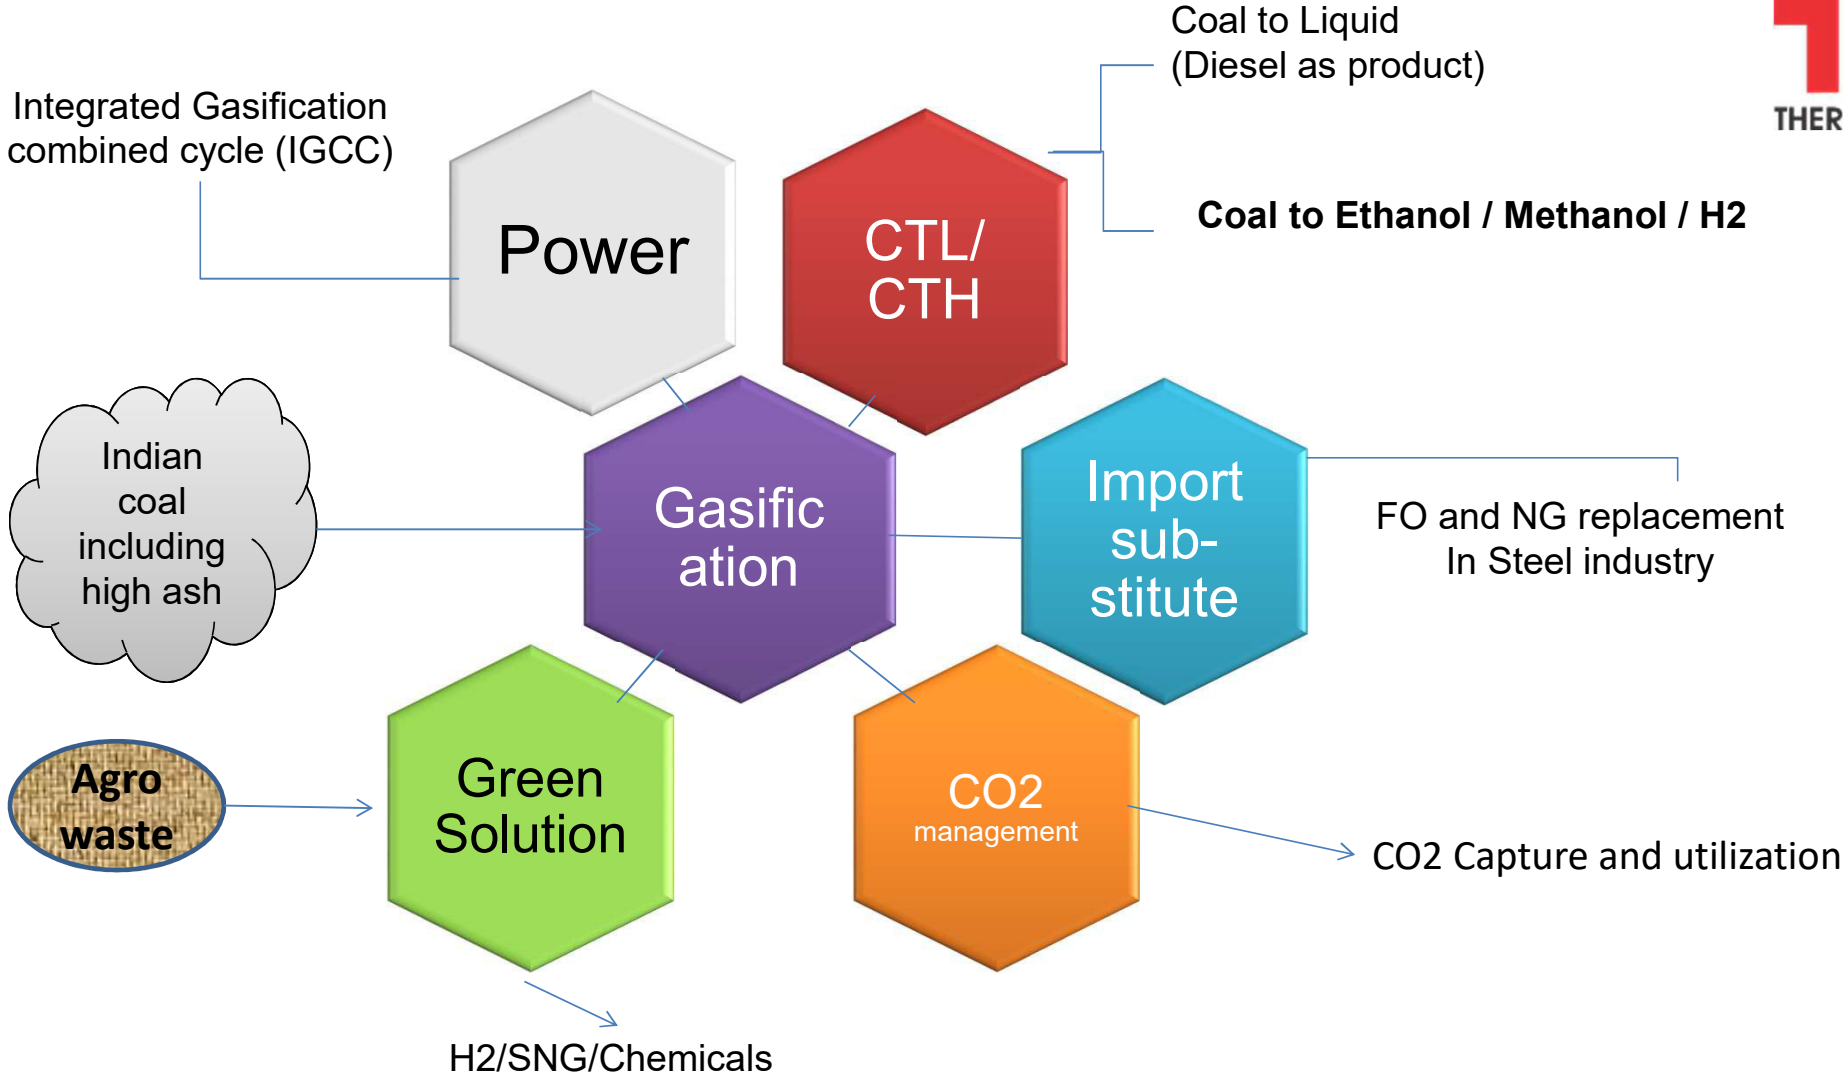 Coal to Liquid
(Diesel as product)
THER
Integrated Gasification
combined cycle (IGCC)
Power
CTL/
CTH
Coal to Ethanol / Methanol / H2
Indian
coal
including
high ash
Gasific
ation
Import
sub-
stitute
FO and NG replacement
In Steel industry
Agro
waste
Green
Solution
CO2
management
CO2 Capture and utilization
H2/SNG/Chemicals